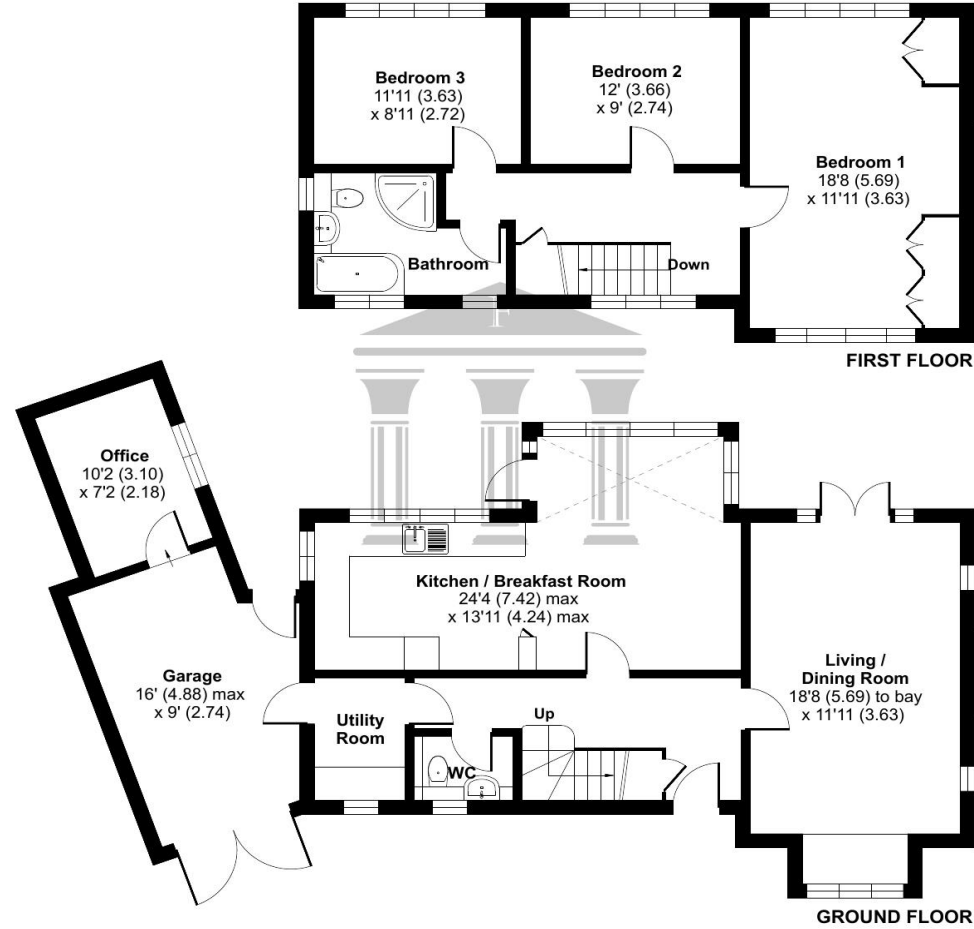 Bedroom 3
11'11 (3.63)
x 8'11 (2.72)
Bedroom 2
12' (3.66)
x 9' (2.74)
Bedroom 1
18'8 (5.69)
x 11'11 (3.63)
Bathroom
Down
F
FIRST FLOOR
Office
10'2 (3.10)
x 7'2 (2.18)
Kitchen / Breakfast Room
24'4 (7.42) max
x 13'11 (4.24) max
Garage
16' (4.88) max
x 9' (2.74)
Living /
Dining Room
18'8 (5.69) to bay
x 11'11 (3.63)
Utility
Room
Up
WC
GROUND FLOOR